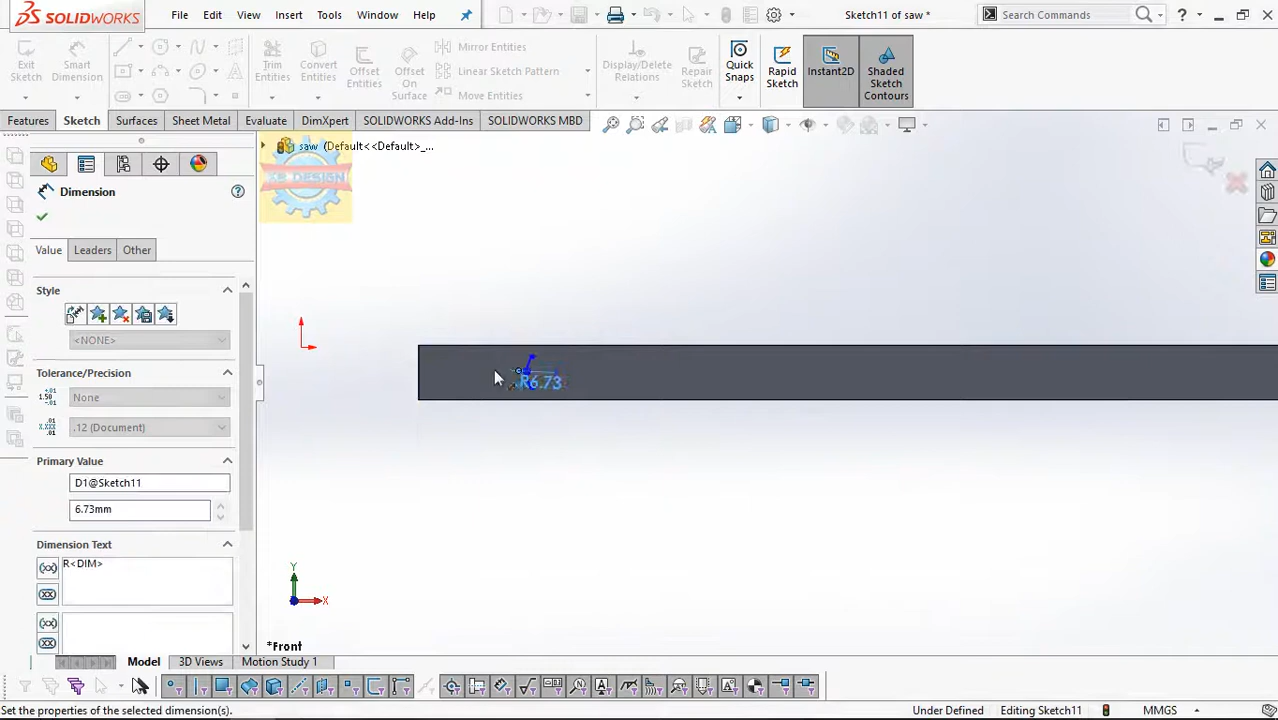 SOLIDWORKS File Edit View Insert Tools Window Help Sketch11 of saw * Search Commands ?
Exit Sketch Smart Dimension Trim Entities Convert Entities Offset Entities Offset On Surface Mirror Entities Linear Sketch Pattern Move Entities Display/Delete Relations Repair Sketch Quick Snaps Rapid Sketch Instant2D Shaded Sketch Contours
Features Sketch Surfaces Sheet Metal Evaluate DimXpert SOLIDWORKS Add-Ins SOLIDWORKS MBD
saw (Default<<Default>_...
KB DESIGN
Dimension
Value Leaders Other
Style
<NONE>
Tolerance/Precision
None
.12 (Document)
Primary Value
D1@Sketch11
6.73mm
Dimension Text
R<DIM>
R6.73
Y
X
*Front
Model 3D Views Motion Study 1
Set the properties of the selected dimension(s). Under Defined Editing Sketch11 MMGS